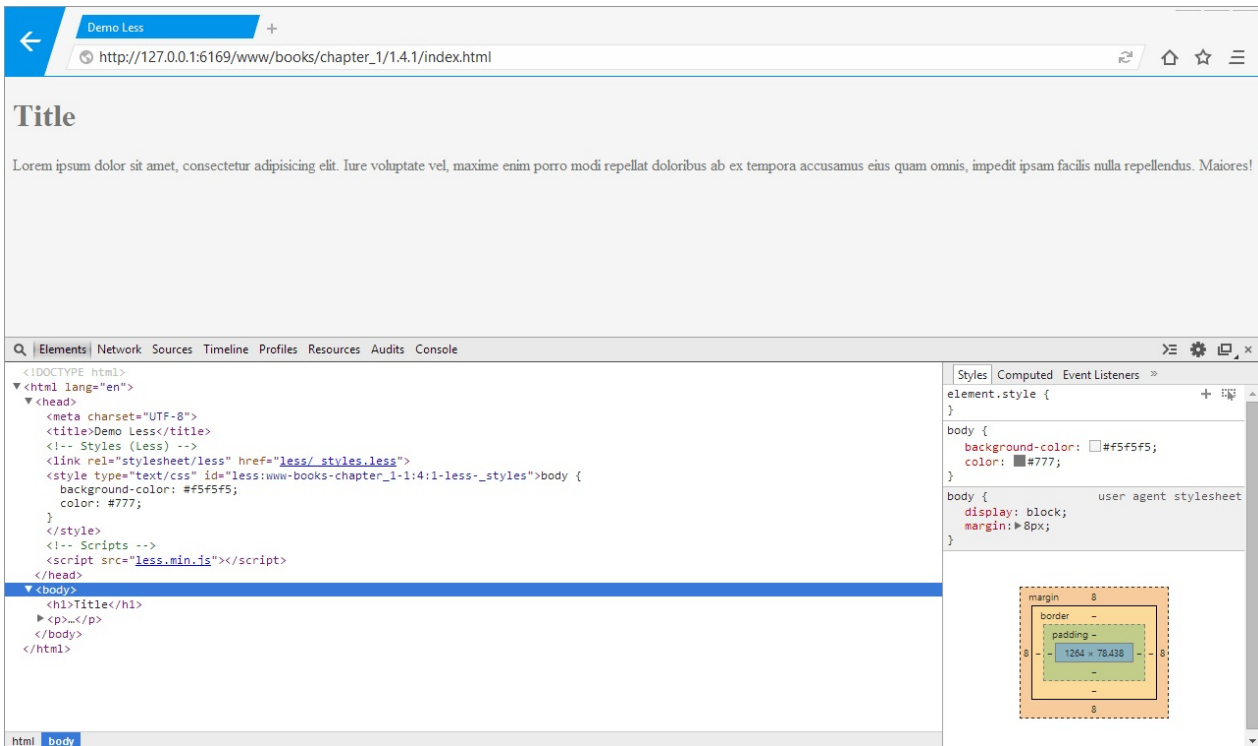 Demo Less
http://127.0.0.1:6169/www/books/chapter_1/1.4.1/index.html
Title
Lorem ipsum dolor sit amet, consectetur adipisicing elit. Iure voluptate vel, maxime enim porro modi repellat doloribus ab ex tempora accusamus eius quam omnis, impedit ipsam facilis nulla repellendus. Maiores!
Elements Network Sources Timeline Profiles Resources Audits Console
<!DOCTYPE html>
<html lang="en">
<head>
<meta charset="UTF-8">
<title>Demo Less</title>
<!-- Styles (Less) -->
<link rel="stylesheet/less" href="less/_styles.less">
<style type="text/css" id="less:www-books-chapter_1-1:4:1-less-_styles">body {
background-color: #f5f5f5;
color: #777;
}
</style>
<!-- Scripts -->
<script src="less.min.js"></script>
</head>
<body>
<h1>Title</h1>
<p>…</p>
</body>
</html>
html body
Styles Computed Event Listeners »
element.style {
}
body {
background-color: #f5f5f5;
color: #777;
}
body { user agent stylesheet
display: block;
margin: 8px;
}
margin 8
border –
padding –
8 – – 1264 × 78.438 – – 8
–
–
8